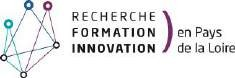 RECHERCHE
FORMATION
INNOVATION
en Pays
de la Loire